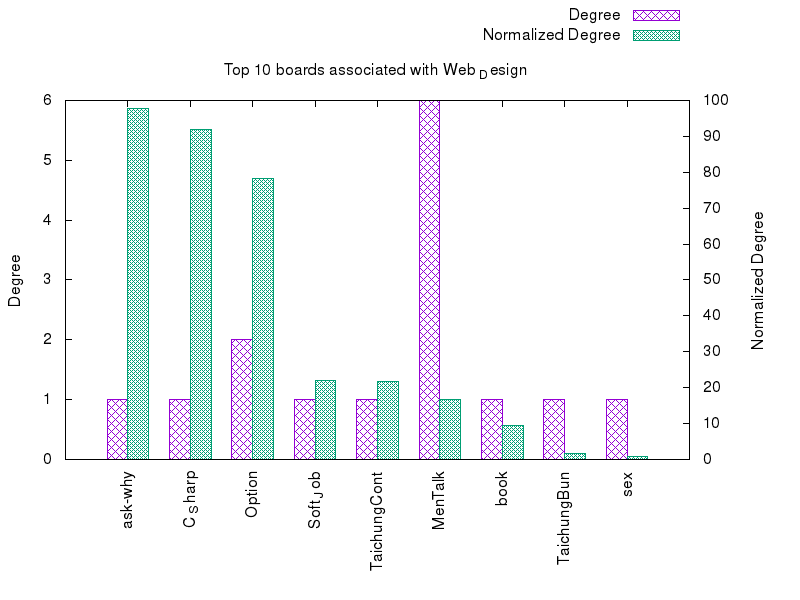 Degree
Normalized Degree
Top 10 boards associated with Web_Design
6
5
4
3
2
1
0
100
90
80
70
60
50
40
30
20
10
0
Degree
Normalized Degree
ask-why
C_Sharp
Option
Soft_Job
TaichungCont
MenTalk
book
TaichungBun
sex